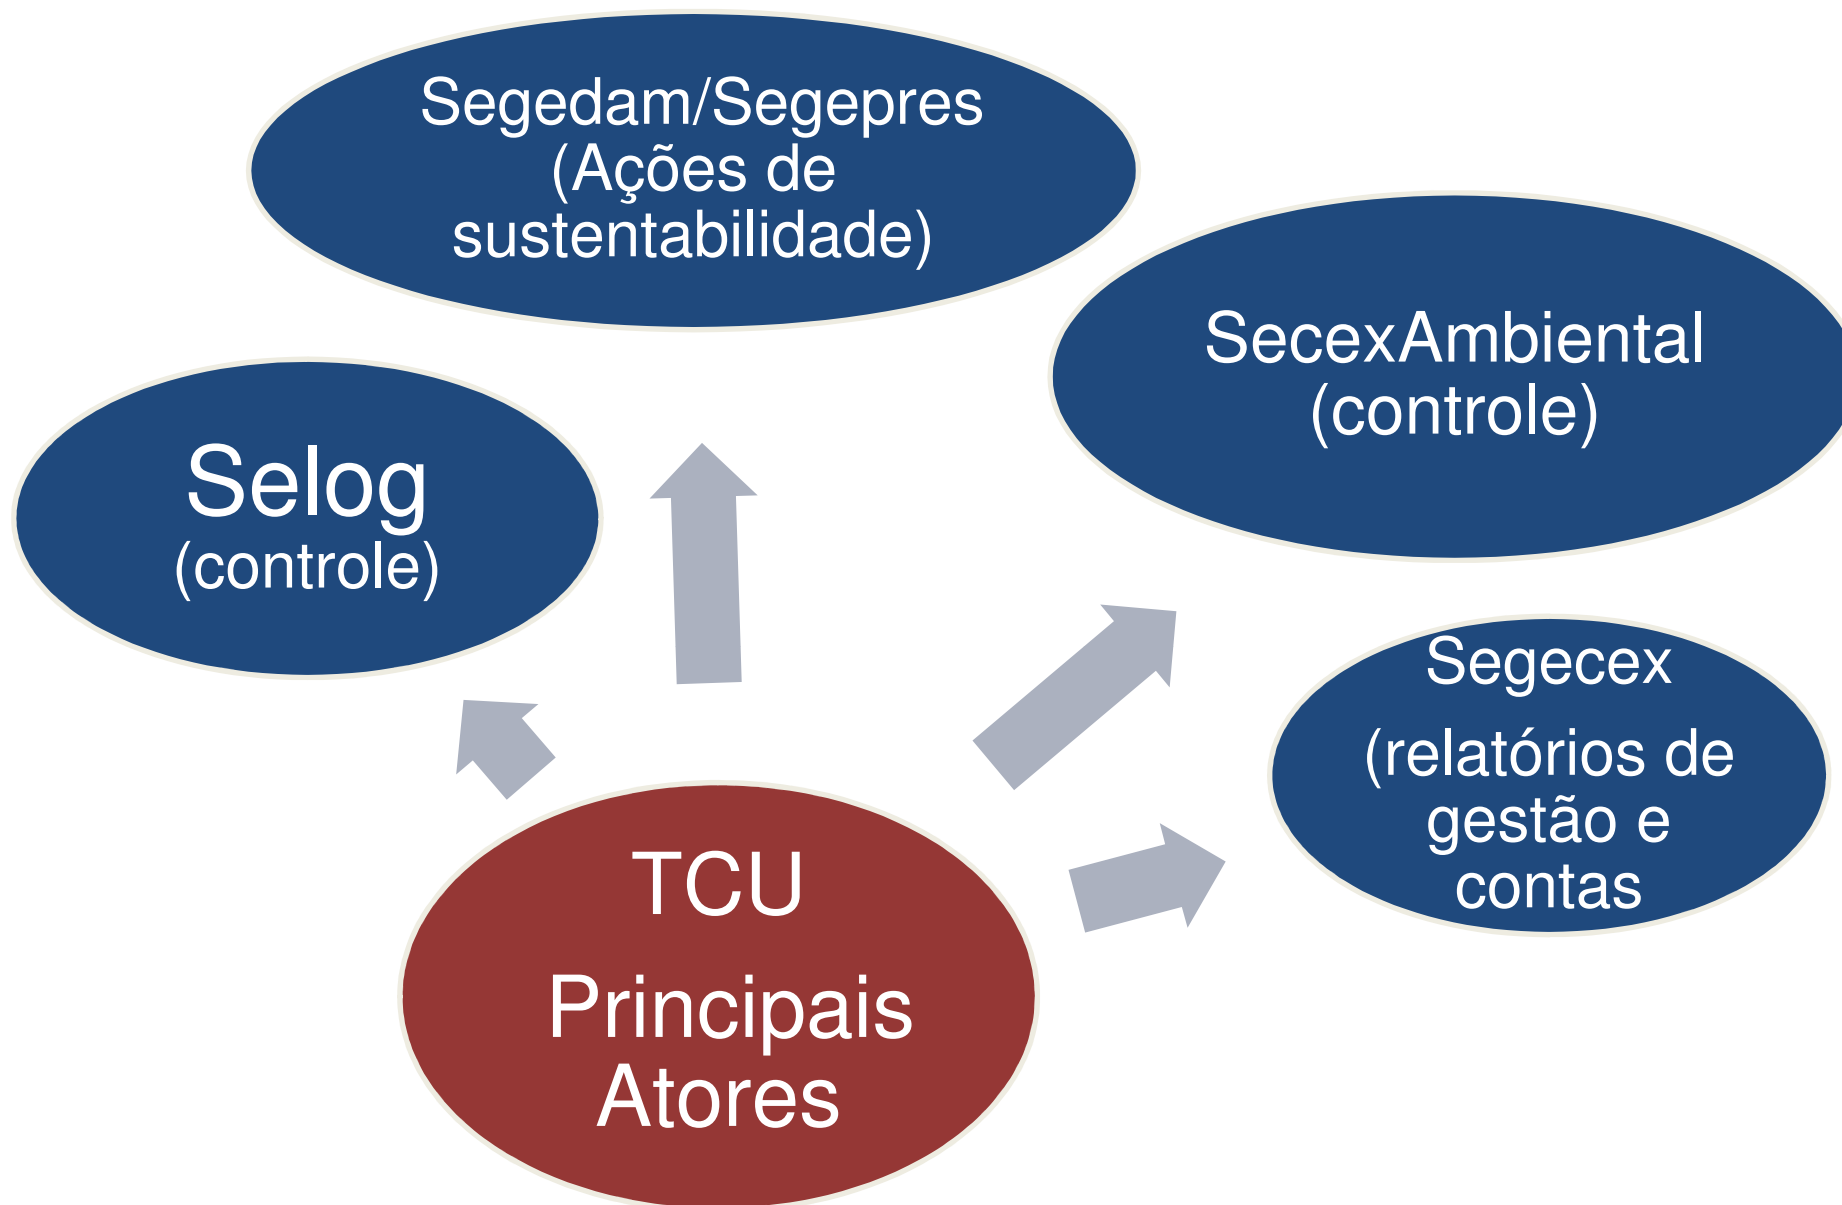 Segedam/Segepres
(Ações de
sustentabilidade)
SecexAmbiental
(controle)
Selog
(controle)
Segecex
(relatórios de
gestão e
contas
TCU
Principais
Atores